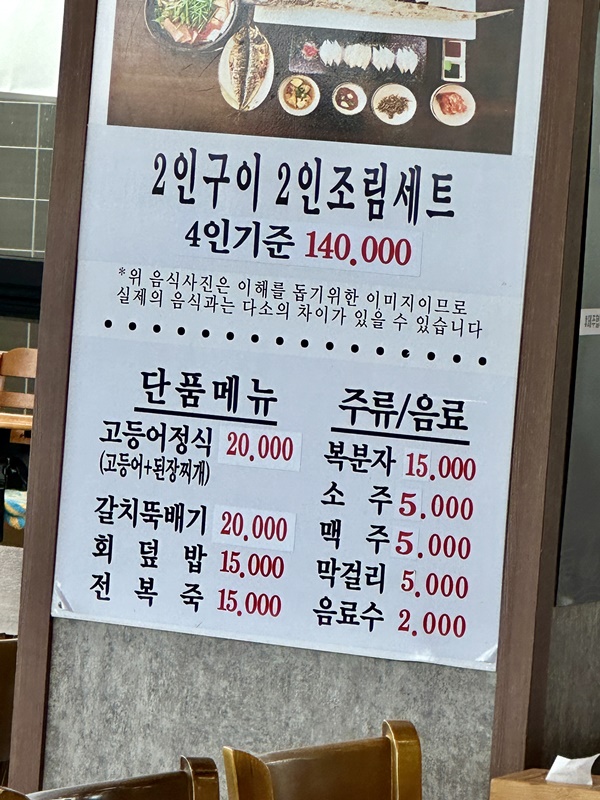 2인구이 2인조림세트
4인기준 140.000
*위 음식사진은 이해를 돕기위한 이미지이므로
실제의 음식과는 다소의 차이가 있을 수 있습니다
단품메뉴
고등어정식 20.000
(고등어+된장찌개)
갈치뚝배기 20.000
회 덮 밥 15.000
전 복 죽 15.000
주류/음료
복분자 15.000
소 주 5.000
맥 주 5.000
막걸리 5.000
음료수 2.000